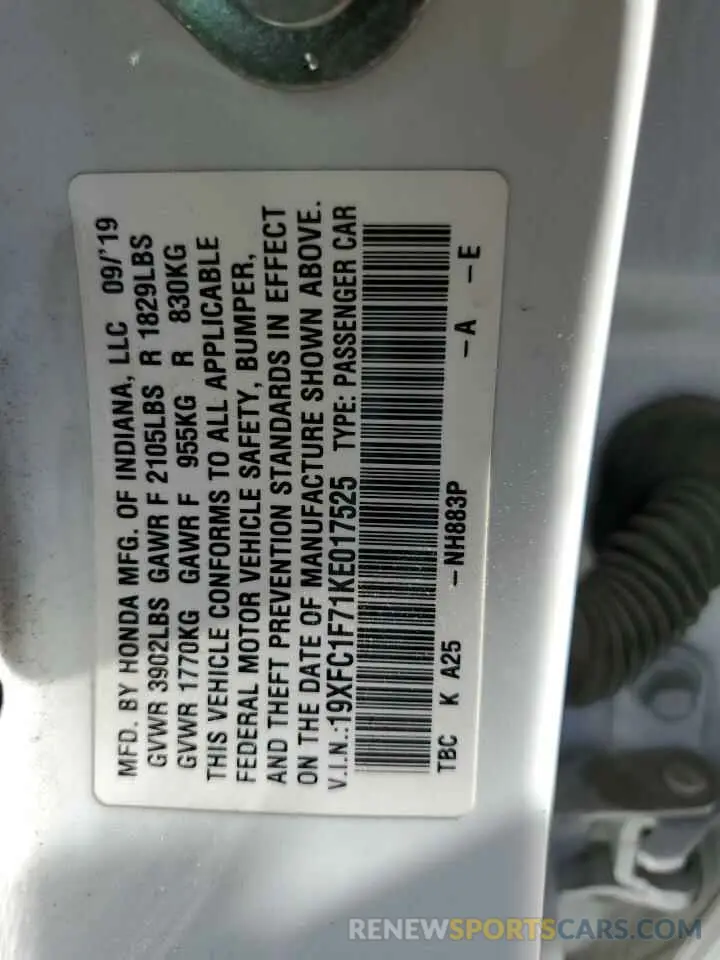 MFD. BY HONDA MFG. OF INDIANA, LLC 09/'19
GVWR 3902LBS GAWR F 2105LBS R 1829LBS
GVWR 1770KG GAWR F 955KG R 830KG
THIS VEHICLE CONFORMS TO ALL APPLICABLE
FEDERAL MOTOR VEHICLE SAFETY, BUMPER,
AND THEFT PREVENTION STANDARDS IN EFFECT
ON THE DATE OF MANUFACTURE SHOWN ABOVE.
V.I.N.:19XFC1F71KE017525 TYPE: PASSENGER CAR
TBC K A25 -NH883P -A -E
RENEWSPORTSCARS.COM